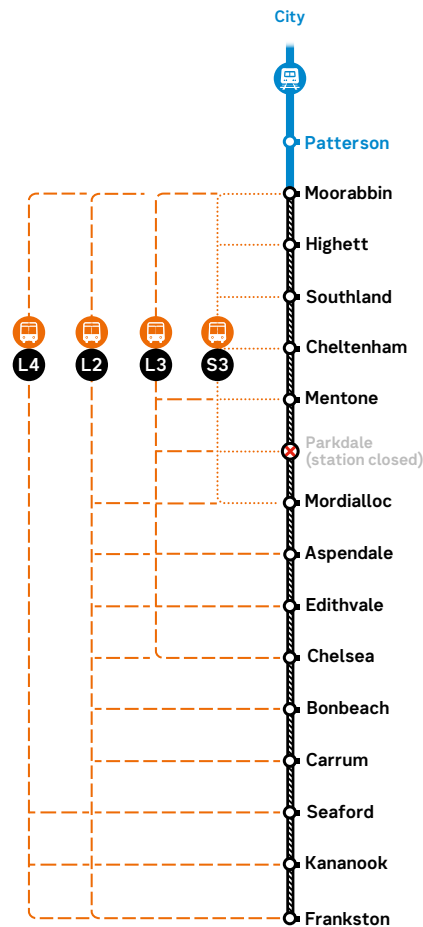 City
Patterson
Moorabbin
Highett
Southland
Cheltenham
L4
L2
L3
S3
Mentone
Parkdale
(station closed)
Mordialloc
Aspendale
Edithvale
Chelsea
Bonbeach
Carrum
Seaford
Kananook
Frankston